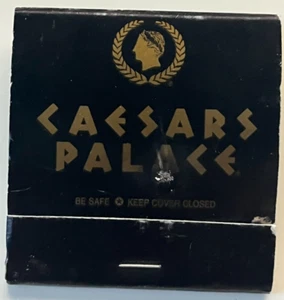 CAESARS
PALACE®
BE SAFE ✪ KEEP COVER CLOSED